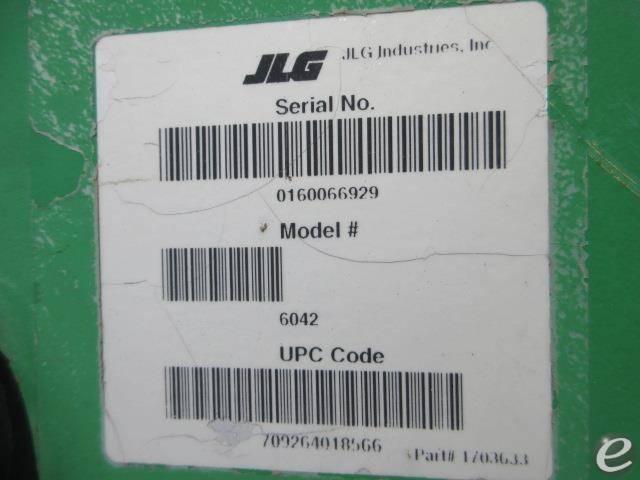 JLG JLG Industries, Inc
Serial No.
0160066929
Model #
6042
UPC Code
709264018566
Part# 1703633
e